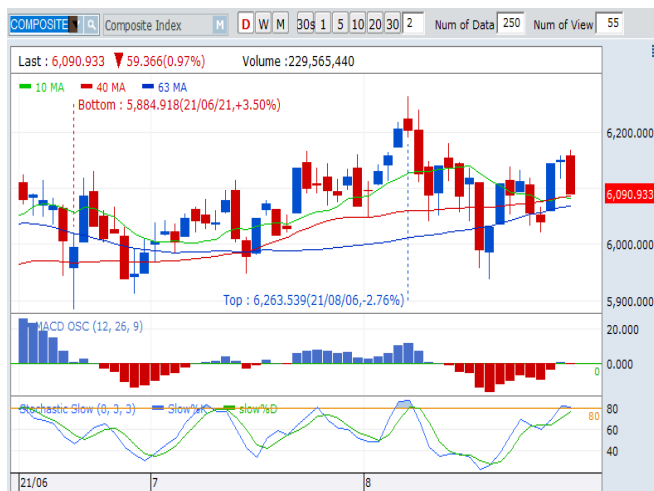 COMPOSITE Composite Index M D W M 30s 1 5 10 20 30 2 Num of Data 250 Num of View 55
Last : 6,090.933 ▼ 59.366(0.97%) Volume :229,565,440
10 MA 40 MA 63 MA
Bottom : 5,884.918(21/06/21,+3.50%)
6,200.000
6,090.933
6,000.000
Top : 6,263.539(21/08/06,-2.76%)
5,900.000
MACD OSC (12, 26, 9)
20.000
0.000
0
Stochastic Slow (8, 3, 3) Slow%K slow%D
80
80
60
40
21/06 7 8